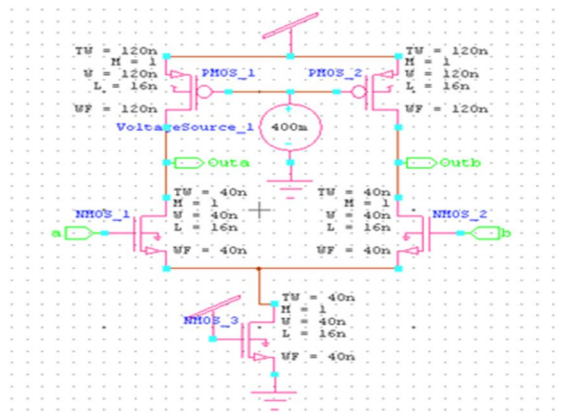 TW = 120n
M = 1
W = 120n
L = 16n
WF = 120n
PMOS_1
PMOS_2
TW = 120n
M = 1
W = 120n
L = 16n
WF = 120n
VoltageSource_1
400m
Outa
Outb
TW = 40n
M = 1
W = 40n
L = 16n
WF = 40n
NMOS_1
a
TW = 40n
M = 1
W = 40n
L = 16n
WF = 40n
NMOS_2
b
NMOS_3
TW = 40n
M = 1
W = 40n
L = 16n
WF = 40n